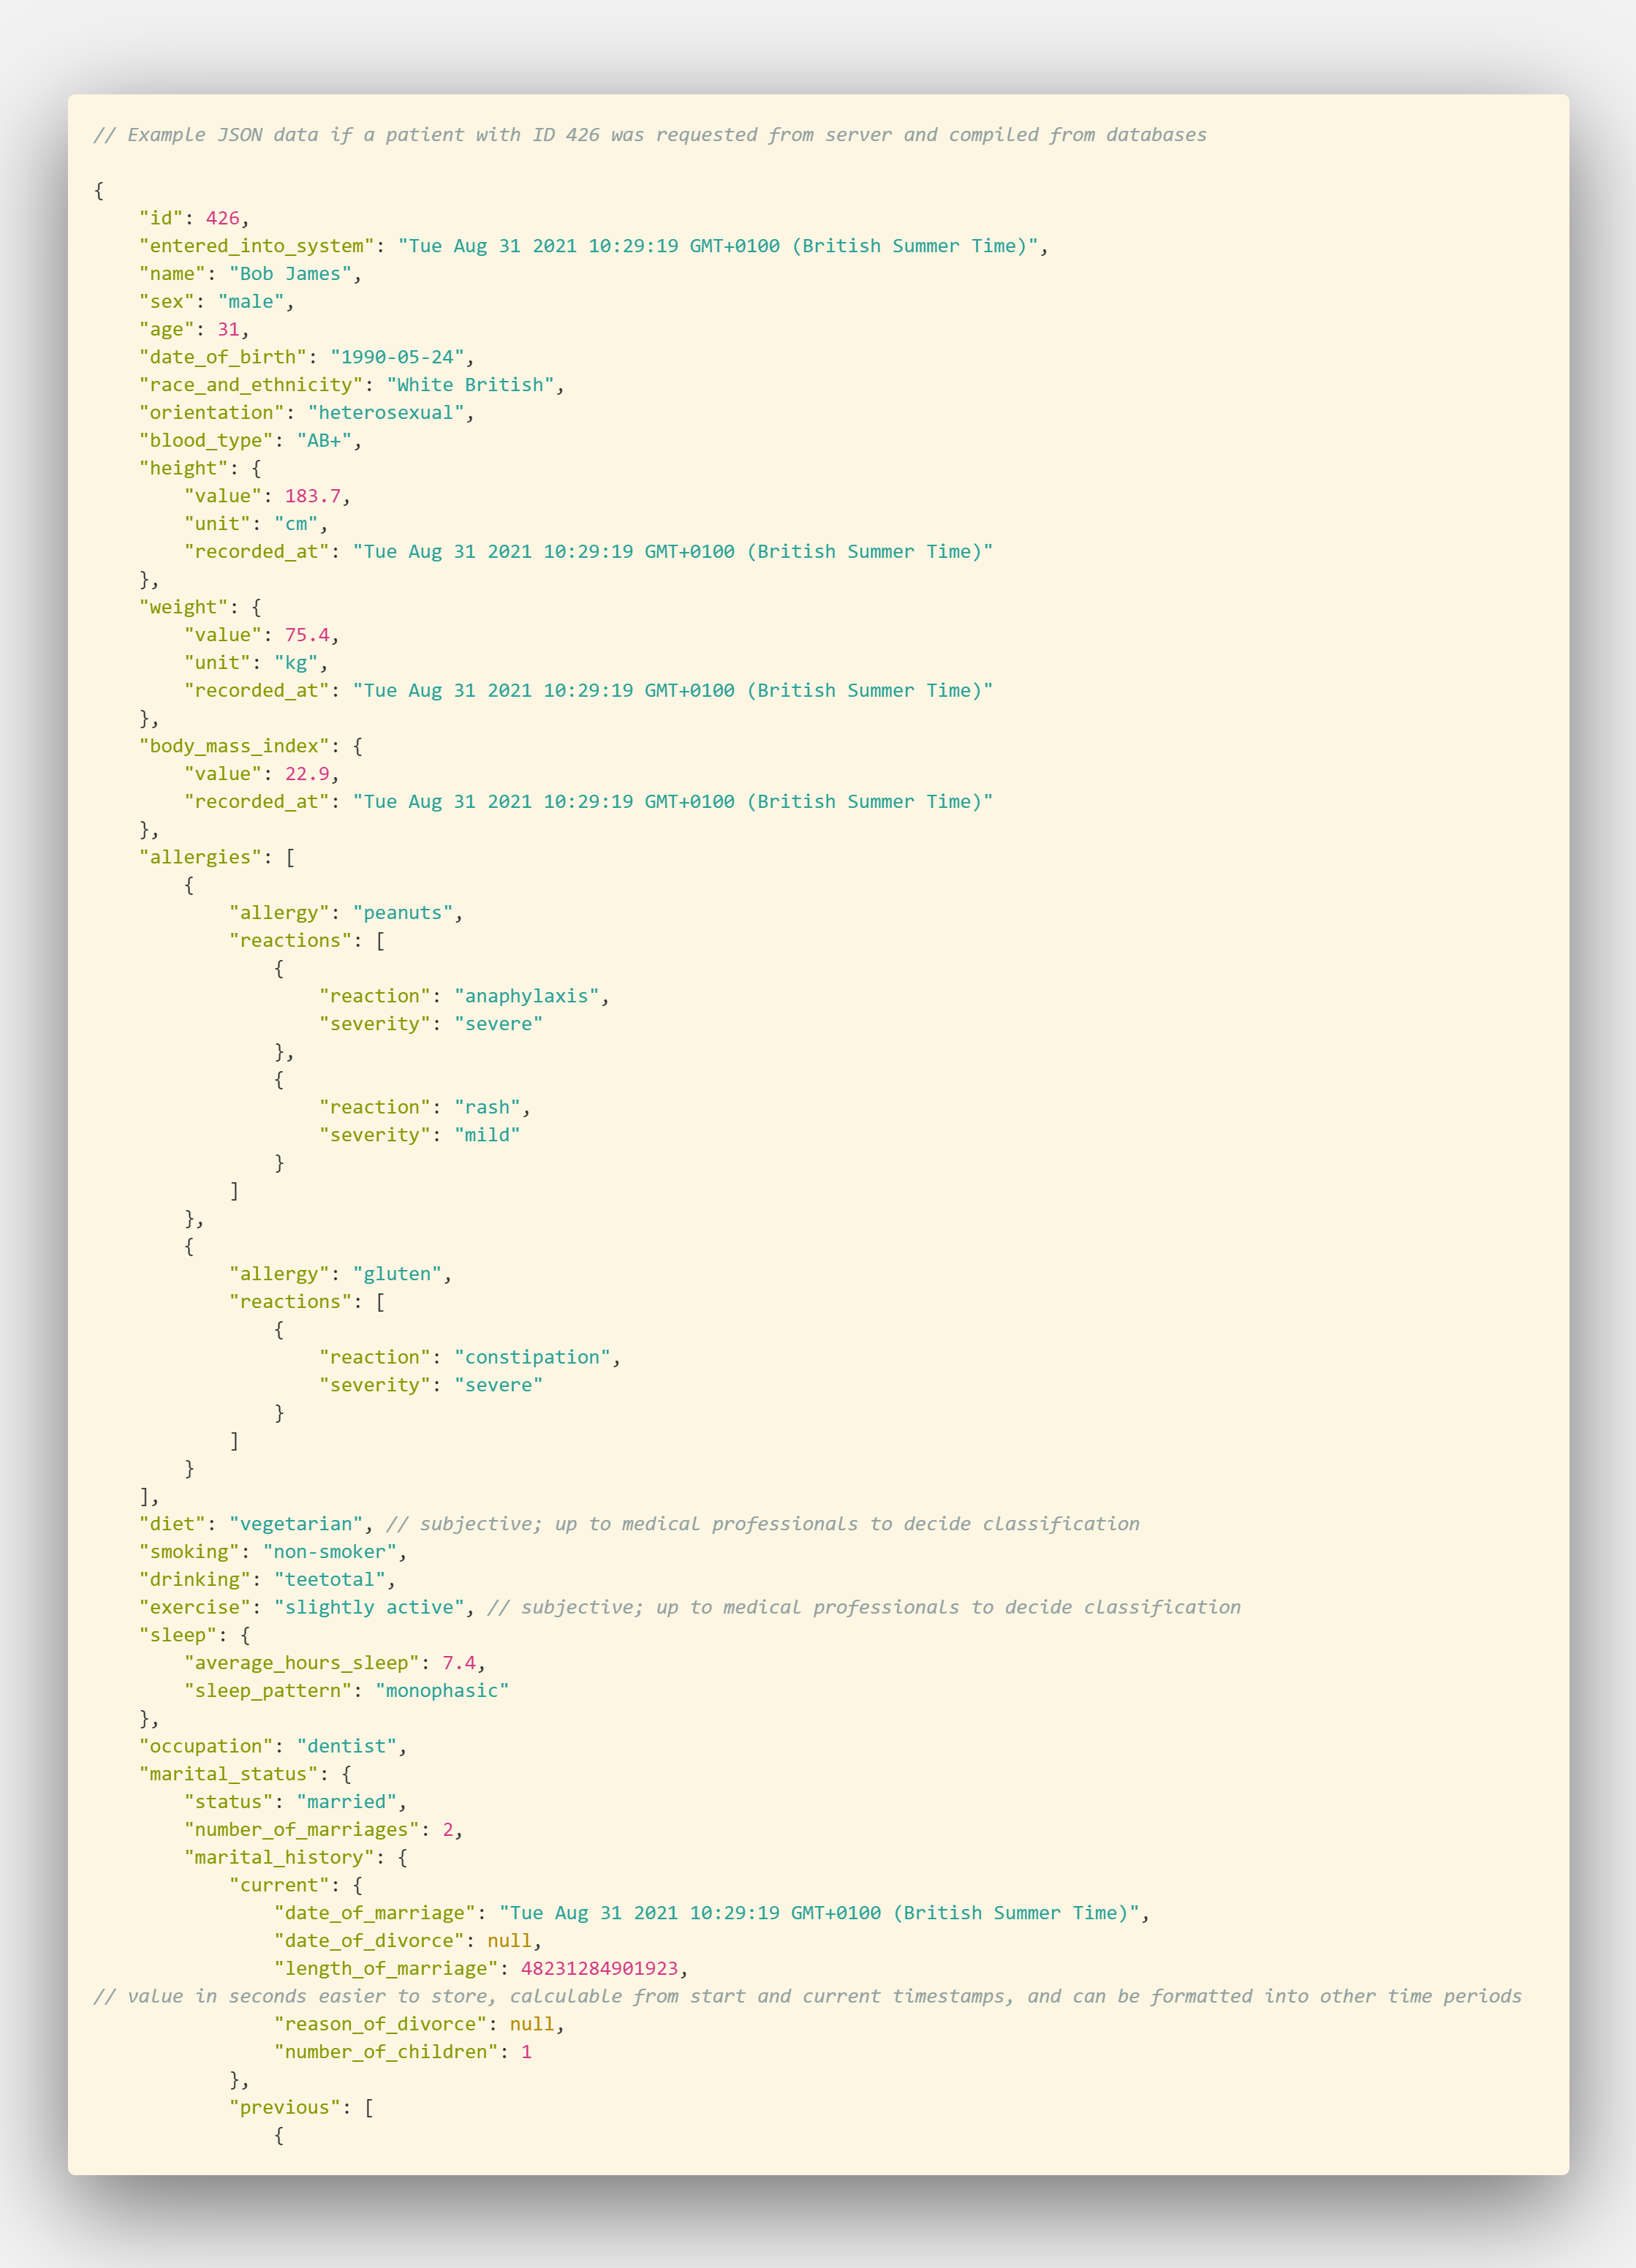 // Example JSON data if a patient with ID 426 was requested from server and compiled from databases
{
    "id": 426,
    "entered_into_system": "Tue Aug 31 2021 10:29:19 GMT+0100 (British Summer Time)",
    "name": "Bob James",
    "sex": "male",
    "age": 31,
    "date_of_birth": "1990-05-24",
    "race_and_ethnicity": "White British",
    "orientation": "heterosexual",
    "blood_type": "AB+",
    "height": {
        "value": 183.7,
        "unit": "cm",
        "recorded_at": "Tue Aug 31 2021 10:29:19 GMT+0100 (British Summer Time)"
    },
    "weight": {
        "value": 75.4,
        "unit": "kg",
        "recorded_at": "Tue Aug 31 2021 10:29:19 GMT+0100 (British Summer Time)"
    },
    "body_mass_index": {
        "value": 22.9,
        "recorded_at": "Tue Aug 31 2021 10:29:19 GMT+0100 (British Summer Time)"
    },
    "allergies": [
        {
            "allergy": "peanuts",
            "reactions": [
                {
                    "reaction": "anaphylaxis",
                    "severity": "severe"
                },
                {
                    "reaction": "rash",
                    "severity": "mild"
                }
            ]
        },
        {
            "allergy": "gluten",
            "reactions": [
                {
                    "reaction": "constipation",
                    "severity": "severe"
                }
            ]
        }
    ],
    "diet": "vegetarian", // subjective; up to medical professionals to decide classification
    "smoking": "non-smoker",
    "drinking": "teetotal",
    "exercise": "slightly active", // subjective; up to medical professionals to decide classification
    "sleep": {
        "average_hours_sleep": 7.4,
        "sleep_pattern": "monophasic"
    },
    "occupation": "dentist",
    "marital_status": {
        "status": "married",
        "number_of_marriages": 2,
        "marital_history": {
            "current": {
                "date_of_marriage": "Tue Aug 31 2021 10:29:19 GMT+0100 (British Summer Time)",
                "date_of_divorce": null,
                "length_of_marriage": 48231284901923,
// value in seconds easier to store, calculable from start and current timestamps, and can be formatted into other time periods
                "reason_of_divorce": null,
                "number_of_children": 1
            },
            "previous": [
                {